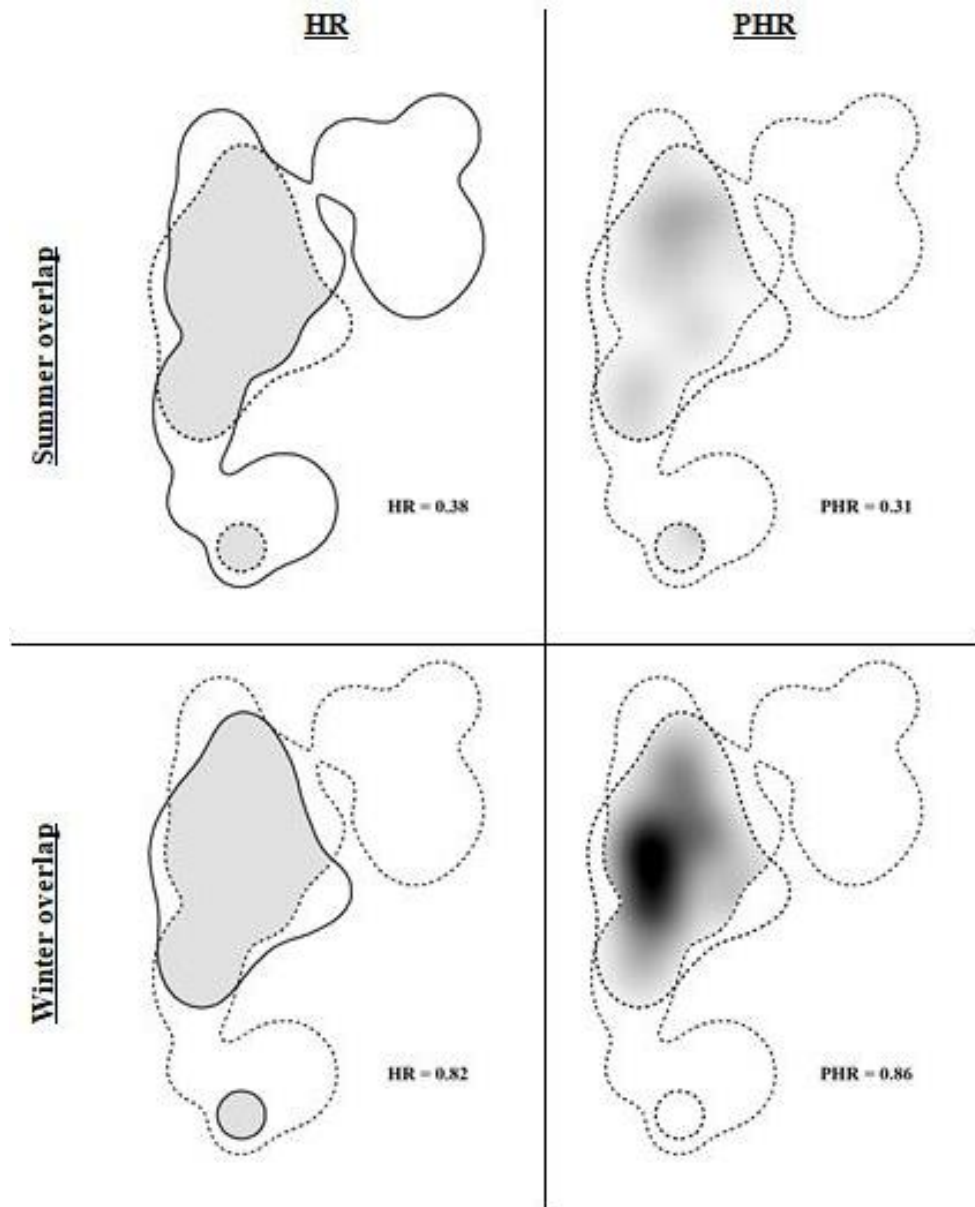 HR
PHR
Summer overlap
HR = 0.38
PHR = 0.31
Winter overlap
HR = 0.82
PHR = 0.86